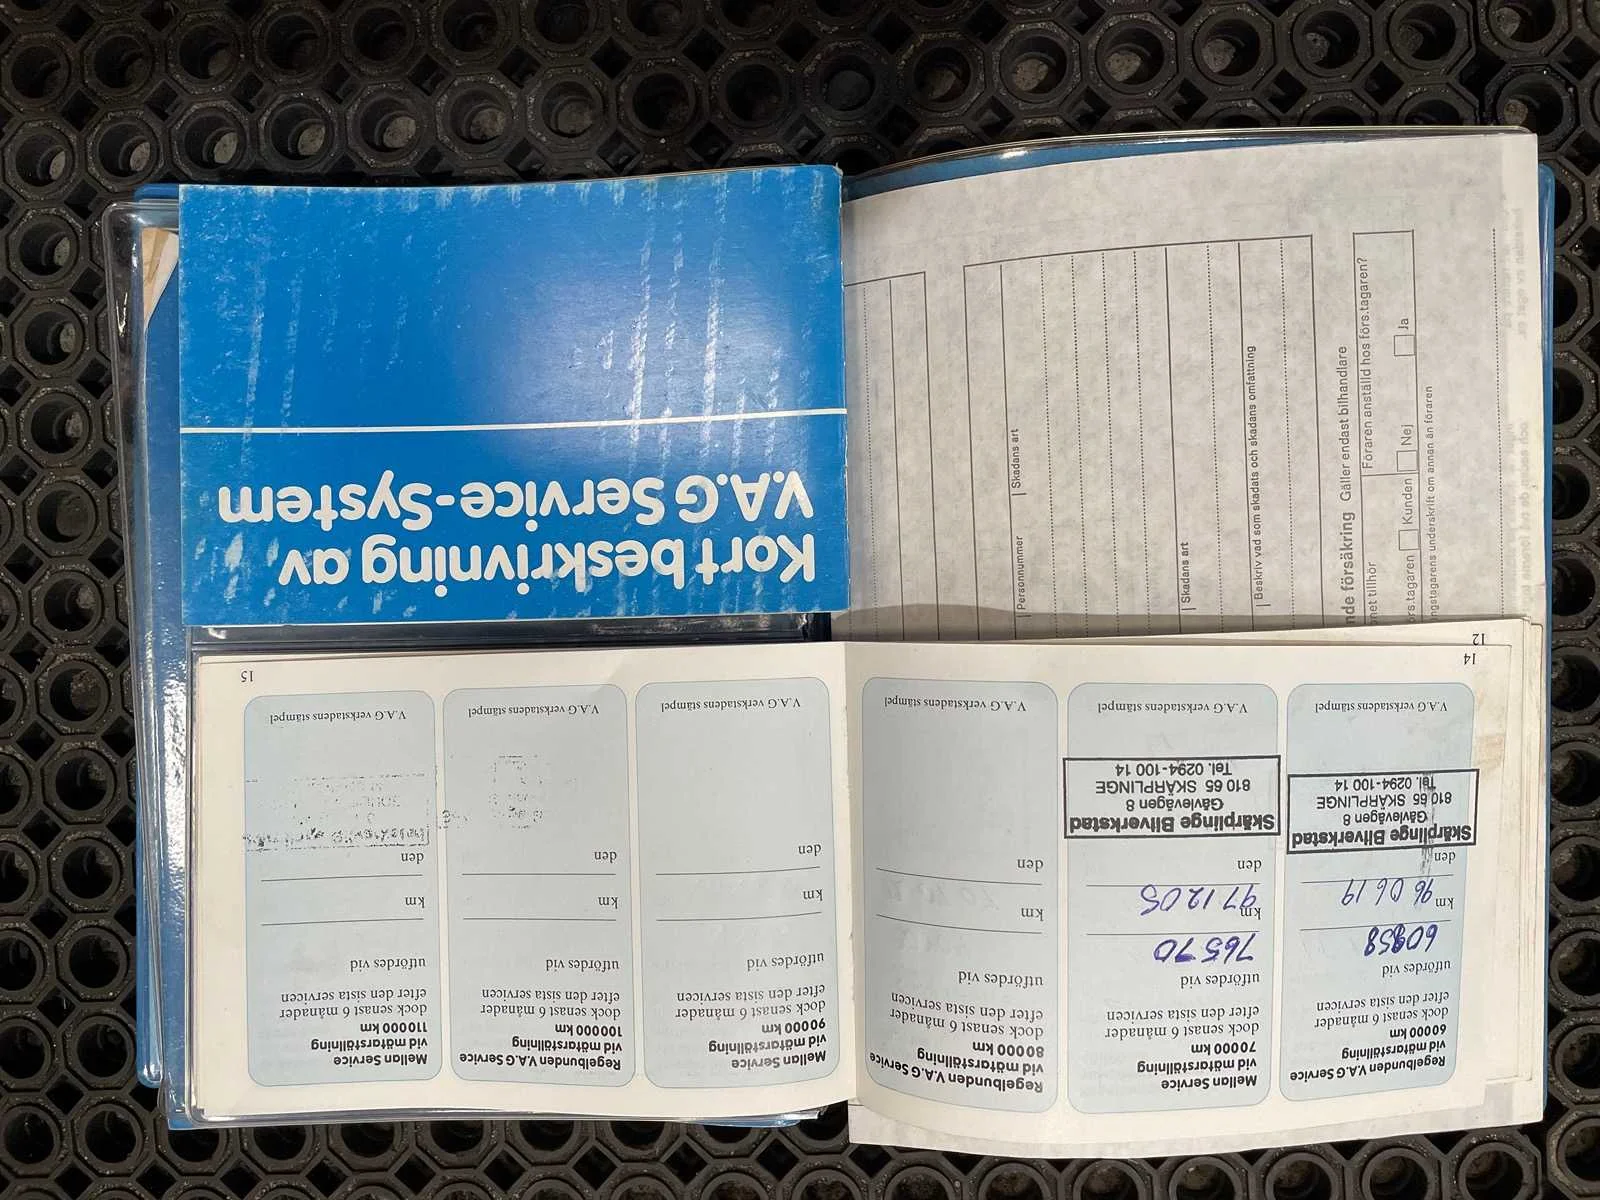 14
Regelbunden V.A.G Service
vid mätarställning
60000 km
dock senast 6 månader
efter den sista servicen
utfördes vid
60858
km
96 06 19
den
Skärplinge Bilverkstad
Gävlevägen 8
810 65 SKÄRPLINGE
Tel. 0294-100 14
V.A.G verkstadens stämpel
Mellan Service
vid mätarställning
70000 km
dock senast 6 månader
efter den sista servicen
utfördes vid
76570
km
97 12 05
den
Skärplinge Bilverkstad
Gävlevägen 8
810 65 SKÄRPLINGE
Tel. 0294-100 14
V.A.G verkstadens stämpel
Regelbunden V.A.G Service
vid mätarställning
80000 km
dock senast 6 månader
efter den sista servicen
utfördes vid
km
den
V.A.G verkstadens stämpel
Mellan Service
vid mätarställning
90000 km
dock senast 6 månader
efter den sista servicen
utfördes vid
km
den
V.A.G verkstadens stämpel
Regelbunden V.A.G Service
vid mätarställning
100000 km
dock senast 6 månader
efter den sista servicen
utfördes vid
km
den
V.A.G verkstadens stämpel
Mellan Service
vid mätarställning
110000 km
dock senast 6 månader
efter den sista servicen
utfördes vid
km
den
V.A.G verkstadens stämpel
15
12
Kort beskrivning av
V.A.G Service-System
Personnummer
Skadans art
Skadans art
Beskriv vad som skadats och skadans omfattning
försäkring Gäller endast bilhandlare
tillhör
Föraren anställd hos förs.tagaren?
Kunden
Nej
Ja
underskrift om annan än föraren